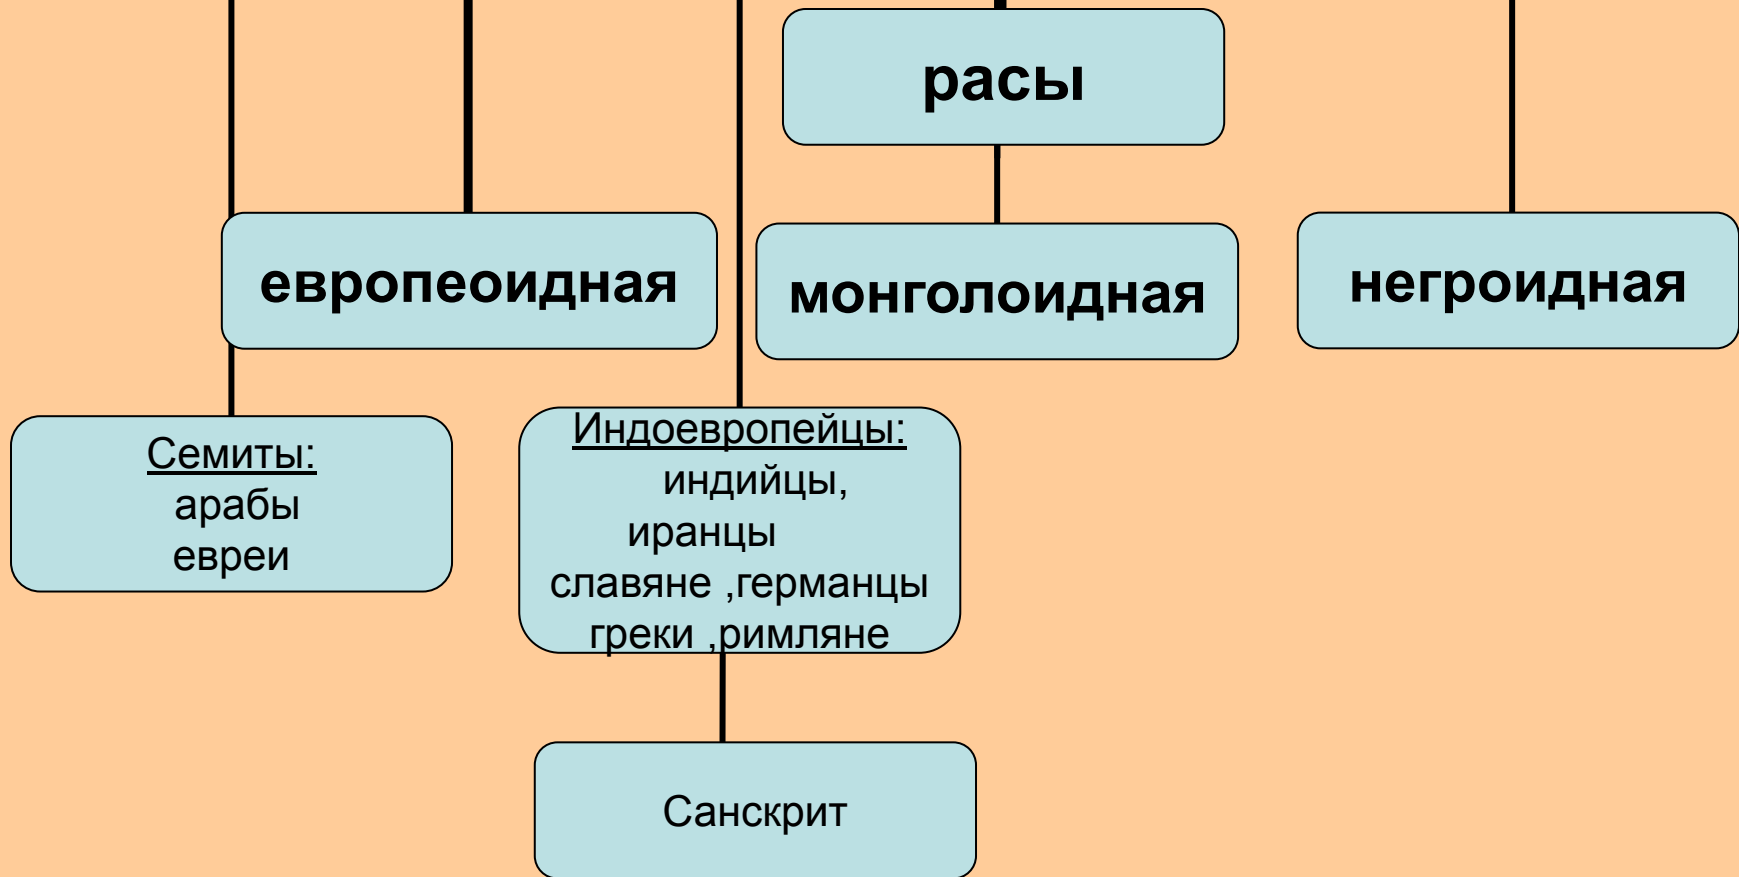 расы
европеоидная
монголоидная
негроидная
Семиты:
арабы
евреи
Индоевропейцы:
индийцы,
иранцы
славяне ,германцы
греки ,римляне
Санскрит